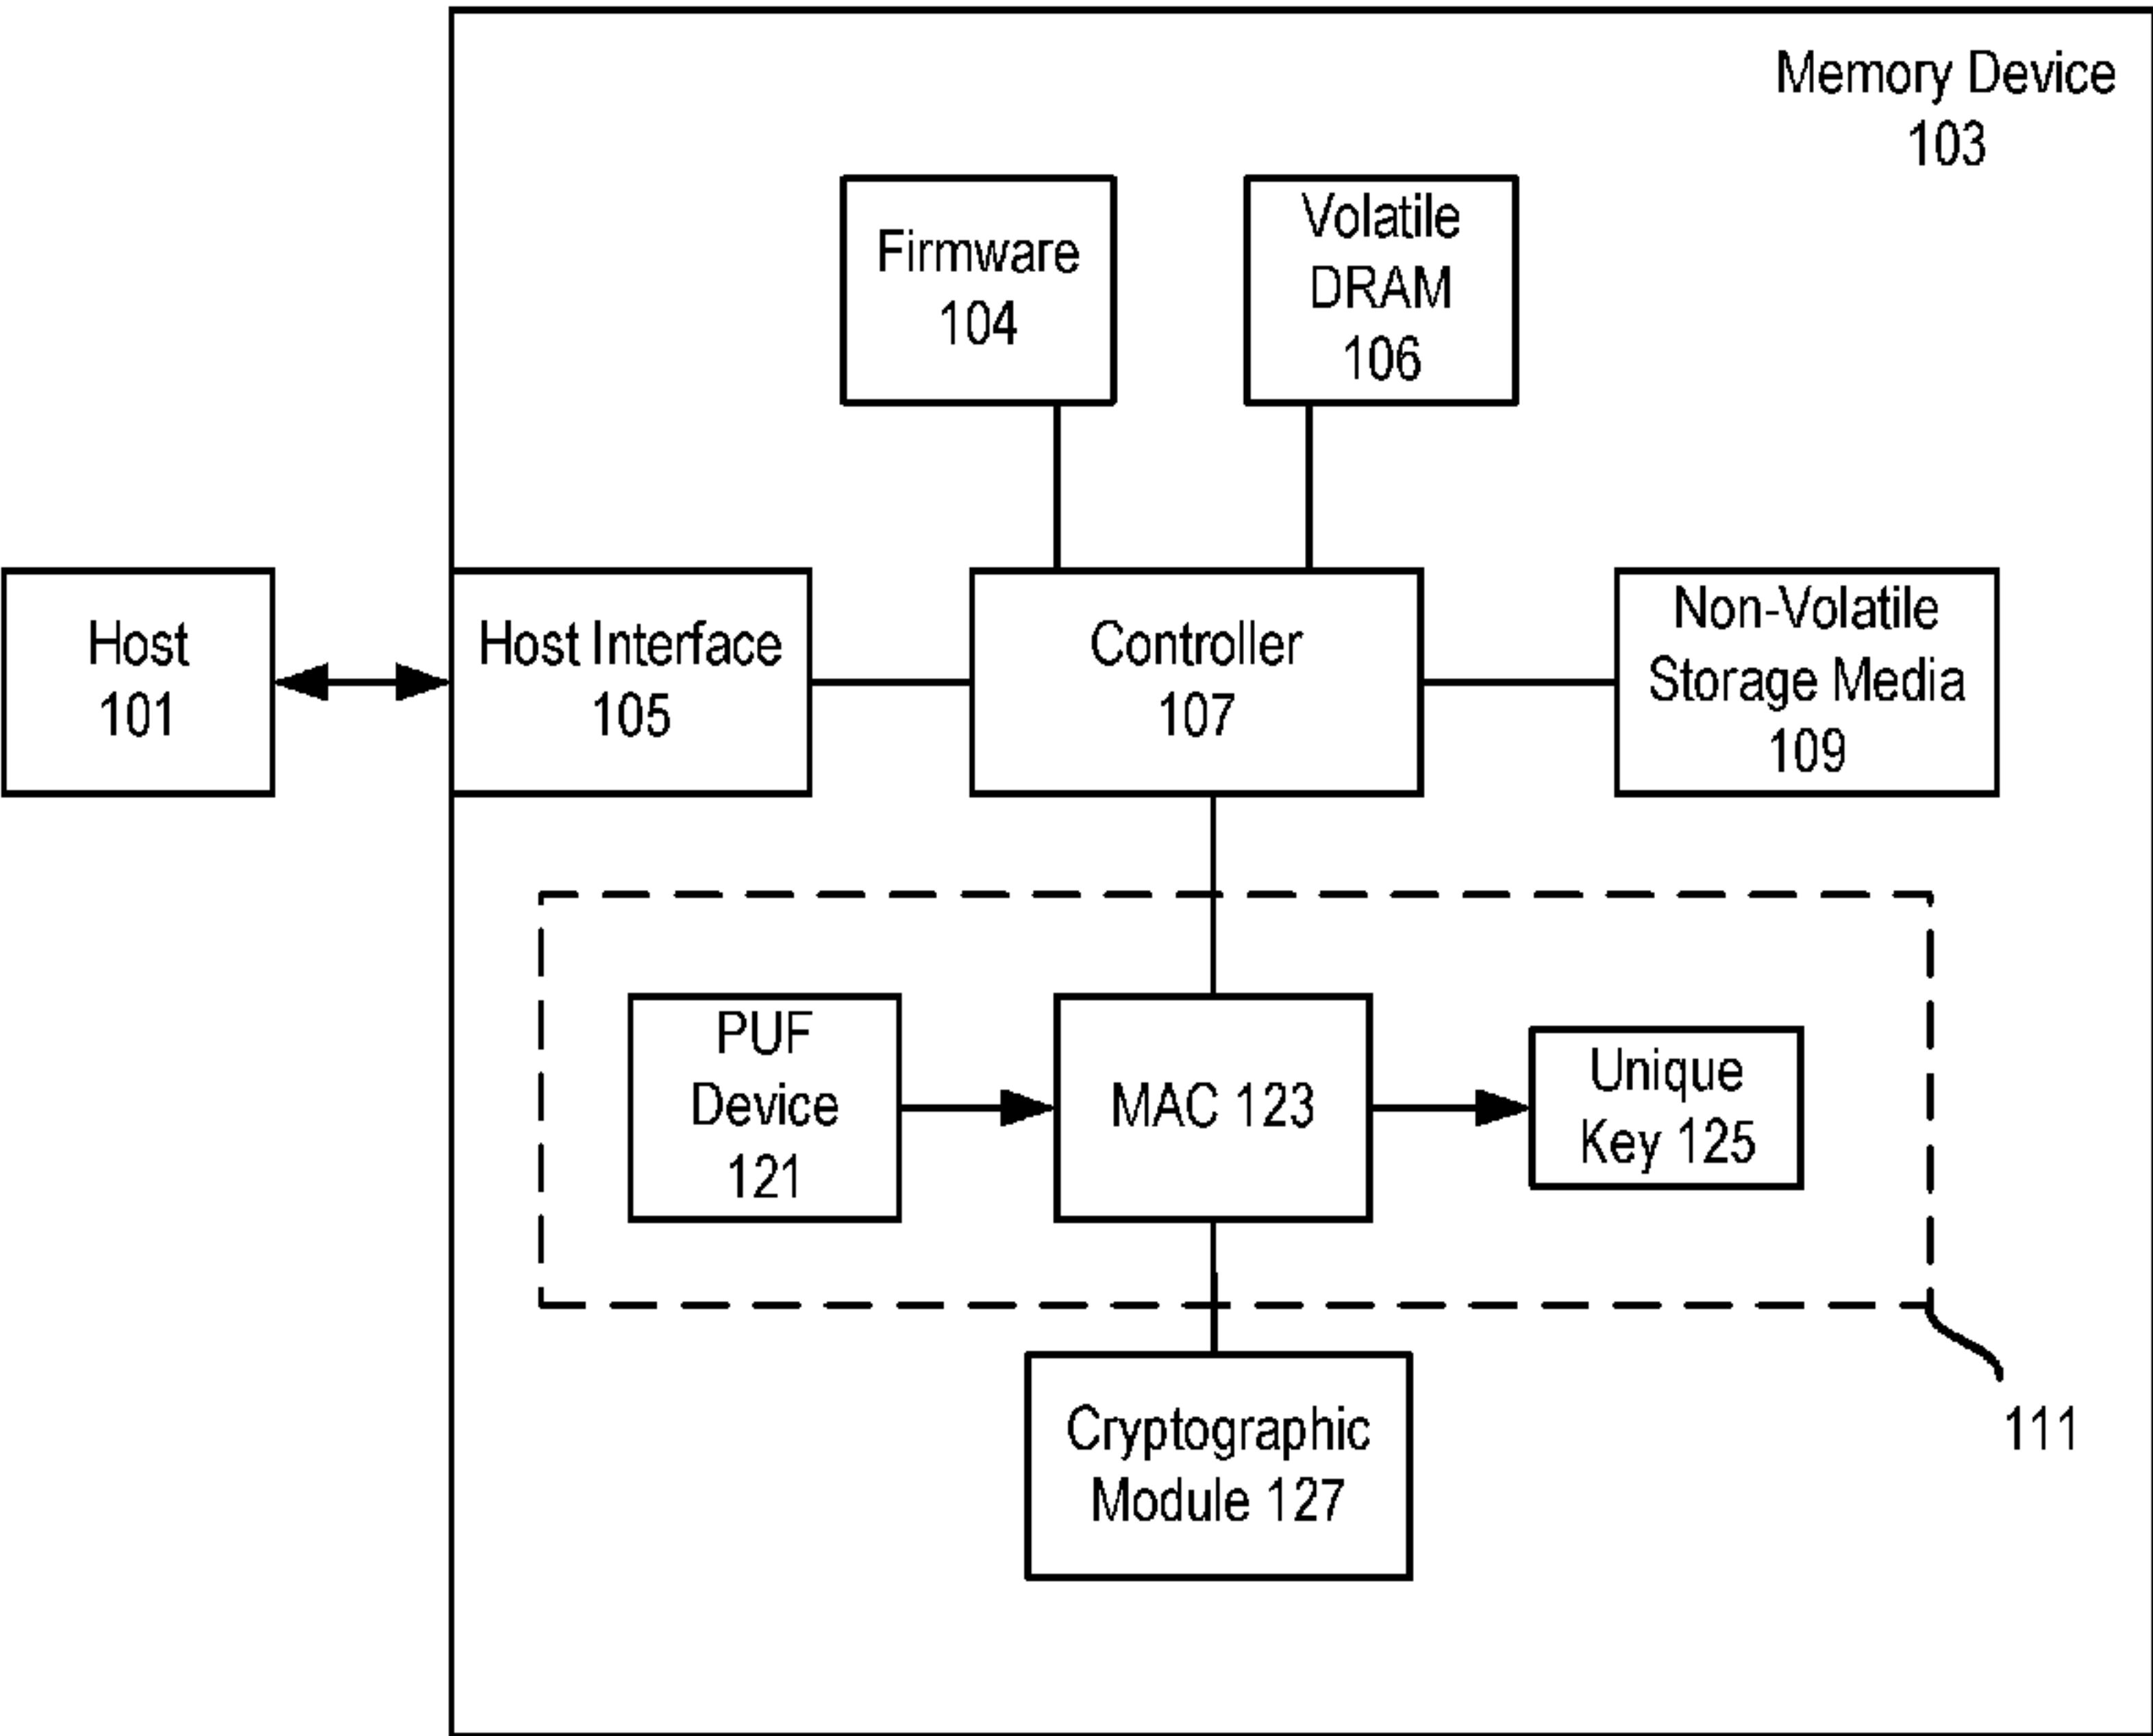 Memory Device
103
Firmware
104
Volatile
DRAM
106
Host
101
Host Interface
105
Controller
107
Non-Volatile
Storage Media
109
PUF
Device
121
MAC 123
Unique
Key 125
Cryptographic
Module 127
111